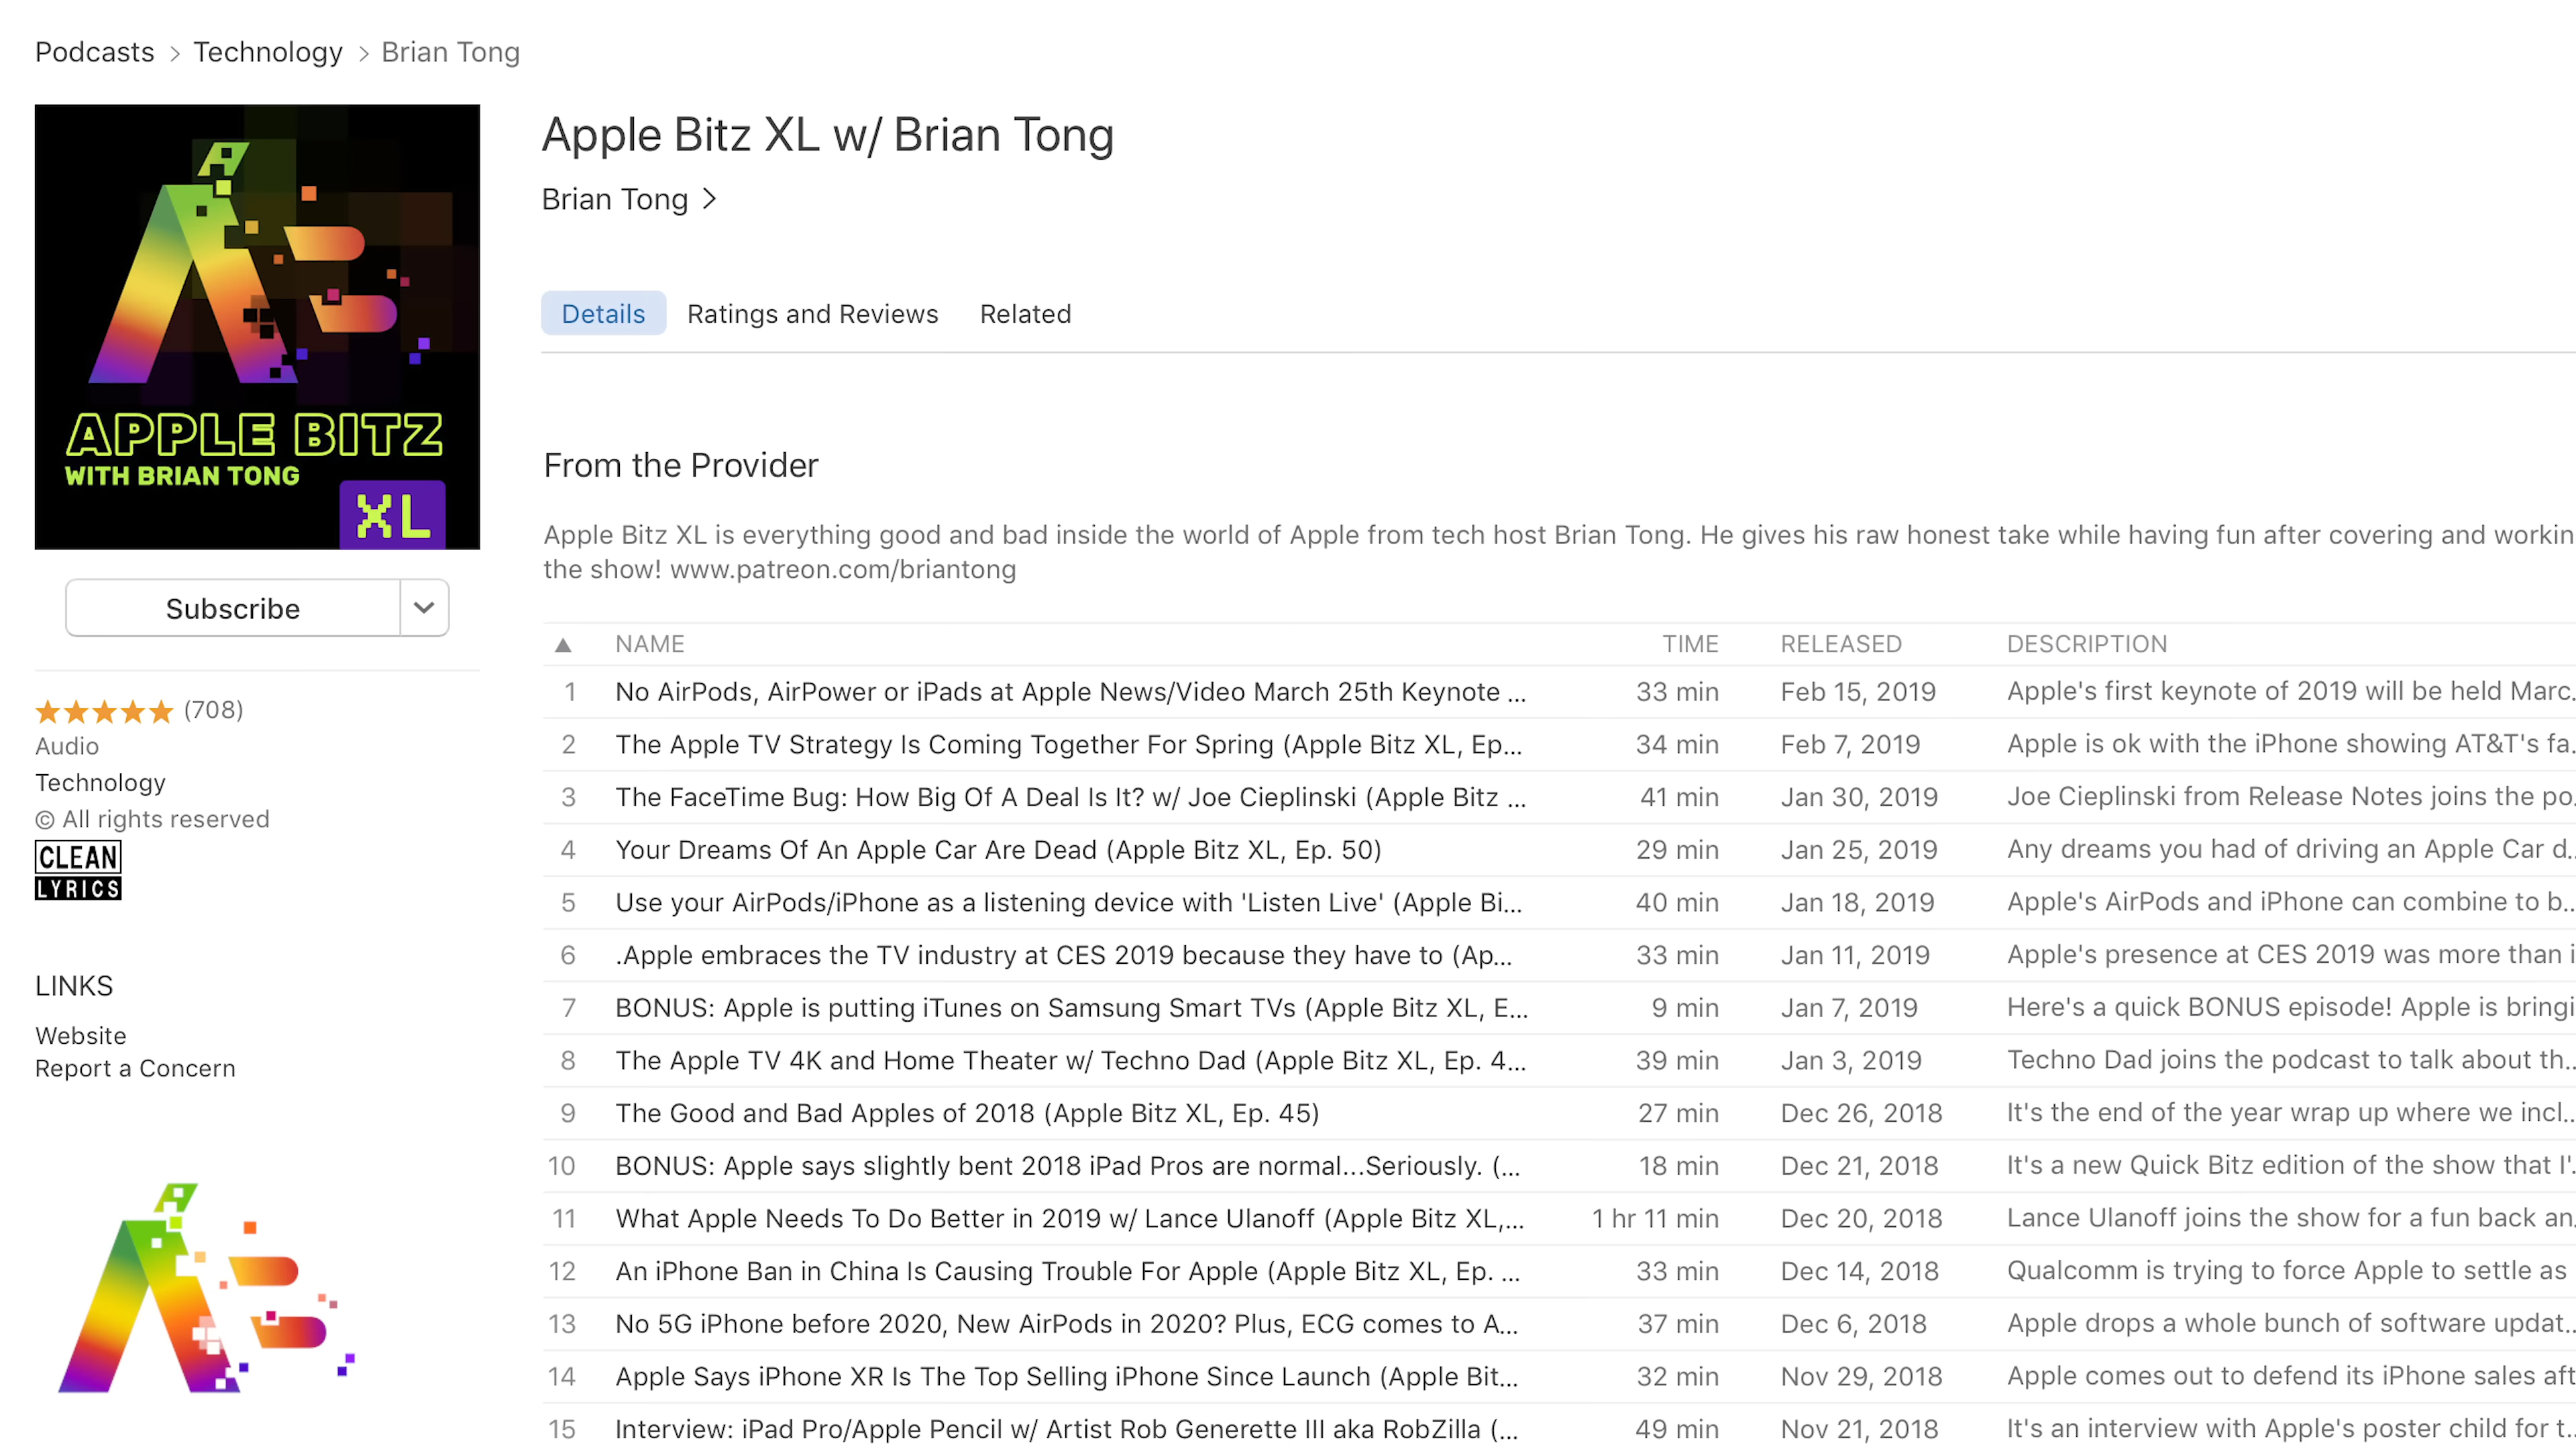 Podcasts > Technology > Brian Tong
APPLE BITZ
WITH BRIAN TONG
XL
Subscribe
★★★★★ (708)
Audio
Technology
© All rights reserved
CLEAN
LYRICS
LINKS
Website
Report a Concern
Apple Bitz XL w/ Brian Tong
Brian Tong >
Details Ratings and Reviews Related
From the Provider
Apple Bitz XL is everything good and bad inside the world of Apple from tech host Brian Tong. He gives his raw honest take while having fun after covering and workin
the show! www.patreon.com/briantong
▲ NAME TIME RELEASED DESCRIPTION
1 No AirPods, AirPower or iPads at Apple News/Video March 25th Keynote ... 33 min Feb 15, 2019 Apple's first keynote of 2019 will be held Marc..
2 The Apple TV Strategy Is Coming Together For Spring (Apple Bitz XL, Ep... 34 min Feb 7, 2019 Apple is ok with the iPhone showing AT&T's fa..
3 The FaceTime Bug: How Big Of A Deal Is It? w/ Joe Cieplinski (Apple Bitz ... 41 min Jan 30, 2019 Joe Cieplinski from Release Notes joins the po..
4 Your Dreams Of An Apple Car Are Dead (Apple Bitz XL, Ep. 50) 29 min Jan 25, 2019 Any dreams you had of driving an Apple Car d..
5 Use your AirPods/iPhone as a listening device with 'Listen Live' (Apple Bi... 40 min Jan 18, 2019 Apple's AirPods and iPhone can combine to b..
6 .Apple embraces the TV industry at CES 2019 because they have to (Ap... 33 min Jan 11, 2019 Apple's presence at CES 2019 was more than i
7 BONUS: Apple is putting iTunes on Samsung Smart TVs (Apple Bitz XL, E... 9 min Jan 7, 2019 Here's a quick BONUS episode! Apple is bringi
8 The Apple TV 4K and Home Theater w/ Techno Dad (Apple Bitz XL, Ep. 4... 39 min Jan 3, 2019 Techno Dad joins the podcast to talk about th..
9 The Good and Bad Apples of 2018 (Apple Bitz XL, Ep. 45) 27 min Dec 26, 2018 It's the end of the year wrap up where we incl..
10 BONUS: Apple says slightly bent 2018 iPad Pros are normal...Seriously. (... 18 min Dec 21, 2018 It's a new Quick Bitz edition of the show that I'.
11 What Apple Needs To Do Better in 2019 w/ Lance Ulanoff (Apple Bitz XL,... 1 hr 11 min Dec 20, 2018 Lance Ulanoff joins the show for a fun back an.
12 An iPhone Ban in China Is Causing Trouble For Apple (Apple Bitz XL, Ep. ... 33 min Dec 14, 2018 Qualcomm is trying to force Apple to settle as
13 No 5G iPhone before 2020, New AirPods in 2020? Plus, ECG comes to A... 37 min Dec 6, 2018 Apple drops a whole bunch of software updat..
14 Apple Says iPhone XR Is The Top Selling iPhone Since Launch (Apple Bit... 32 min Nov 29, 2018 Apple comes out to defend its iPhone sales aft
15 Interview: iPad Pro/Apple Pencil w/ Artist Rob Generette III aka RobZilla (... 49 min Nov 21, 2018 It's an interview with Apple's poster child for t..